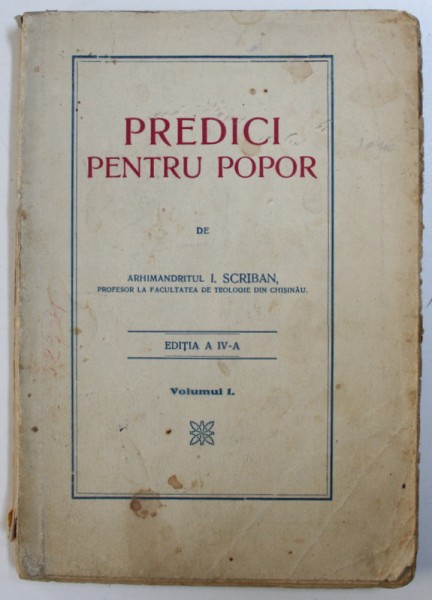 PREDICI
PENTRU POPOR
DE
ARHIMANDRITUL I. SCRIBAN,
PROFESOR LA FACULTATEA DE TEOLOGIE DIN CHIȘINĂU.
EDIȚIA A IV-A
Volumul I.